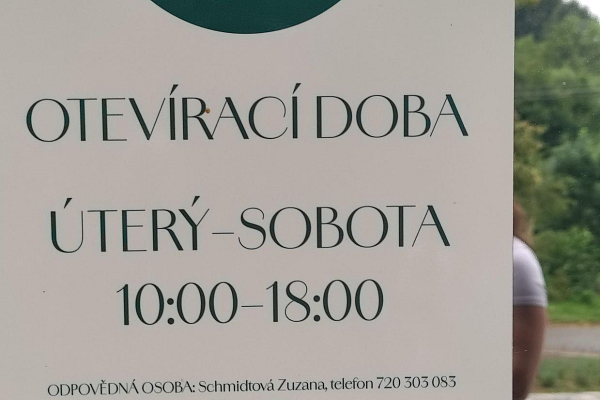 OTEVÍRACÍ DOBA
ÚTERÝ–SOBOTA
10:00–18:00
ODPOVĚDNÁ OSOBA: Schmidtová Zuzana, telefon 720 303 083